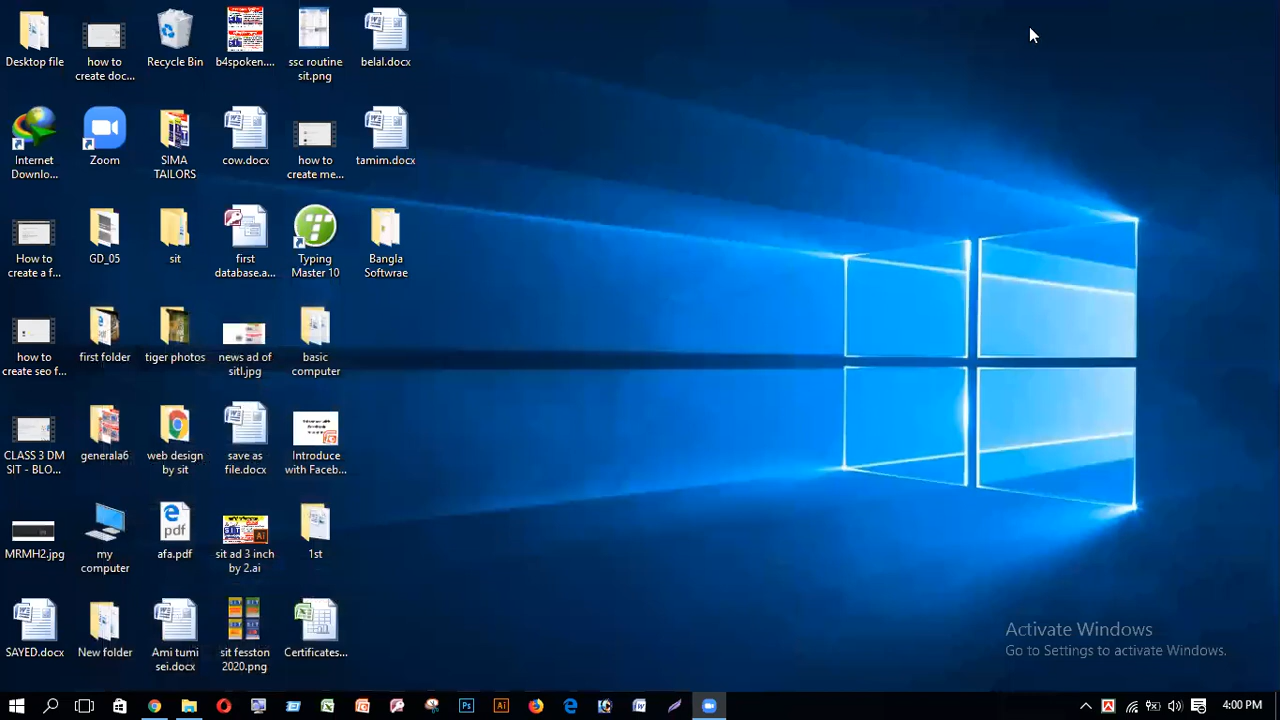 Desktop file
how to
create doc...
Recycle Bin
b4spoken....
ssc routine
sit.png
belal.docx
Internet
Downlo...
Zoom
SIMA
TAILORS
cow.docx
how to
create me...
tamim.docx
How to
create a f...
GD_05
sit
first
database.a...
Typing
Master 10
Bangla
Softwrae
how to
create seo f...
first folder
tiger photos
news ad of
sitl.jpg
basic
computer
CLASS 3 DM
SIT - BLO...
generala6
web design
by sit
save as
file.docx
Introduce
with Faceb...
MRMH2.jpg
my
computer
afa.pdf
sit ad 3 inch
by 2.ai
1st
SAYED.docx
New folder
Ami tumi
sei.docx
sit fesston
2020.png
Certificates...
Activate Windows
Go to Settings to activate Windows.
4:00 PM